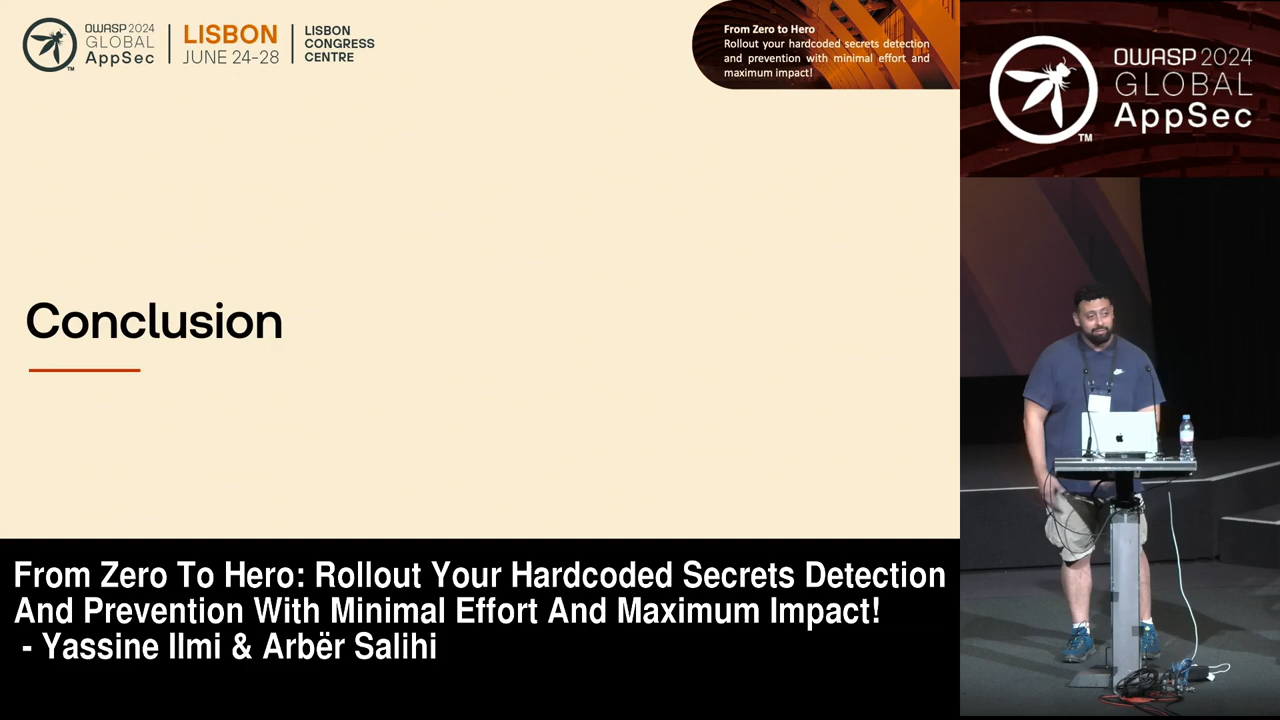 OWASP 2024
GLOBAL
AppSec
TM
LISBON
JUNE 24-28
LISBON
CONGRESS
CENTRE
From Zero to Hero
Rollout your hardcoded secrets detection
and prevention with minimal effort and
maximum impact!
OWASP 2024
GLOBAL
AppSec
TM
Conclusion
From Zero To Hero: Rollout Your Hardcoded Secrets Detection
And Prevention With Minimal Effort And Maximum Impact!
- Yassine Ilmi & Arbër Salihi